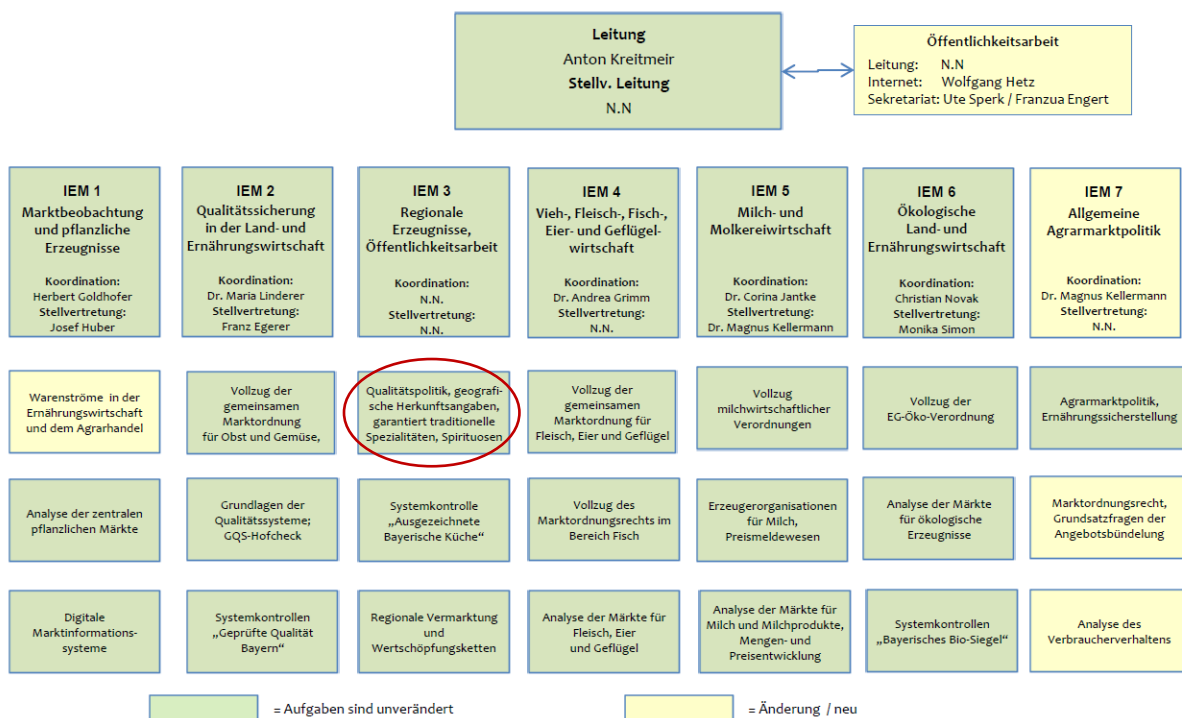 Leitung
Anton Kreitmeir
Stellv. Leitung
N.N
Öffentlichkeitsarbeit
Leitung: N.N
Internet: Wolfgang Hetz
Sekretariat: Ute Sperk / Franzua Engert
IEM 1
Marktbeobachtung
und pflanzliche
Erzeugnisse
Koordination:
Herbert Goldhofer
Stellvertretung:
Josef Huber
IEM 2
Qualitätssicherung
in der Land- und
Ernährungswirtschaft
Koordination:
Dr. Maria Linderer
Stellvertretung:
Franz Egerer
IEM 3
Regionale
Erzeugnisse,
Öffentlichkeitsarbeit
Koordination:
N.N.
Stellvertretung:
N.N.
IEM 4
Vieh-, Fleisch-, Fisch-,
Eier- und Geflügel-
wirtschaft
Koordination:
Dr. Andrea Grimm
Stellvertretung:
N.N.
IEM 5
Milch- und
Molkereiwirtschaft
Koordination:
Dr. Corina Jantke
Stellvertretung:
Dr. Magnus Kellermann
IEM 6
Ökologische
Land- und
Ernährungswirtschaft
Koordination:
Christian Novak
Stellvertretung:
Monika Simon
IEM 7
Allgemeine
Agrarmarktpolitik
Koordination:
Dr. Magnus Kellermann
Stellvertretung:
N.N.
Warenströme in der
Ernährungswirtschaft
und dem Agrarhandel
Vollzug der
gemeinsamen
Marktordnung
für Obst und Gemüse,
Qualitätspolitik, geografi-
sche Herkunftsangaben,
garantiert traditionelle
Spezialitäten, Spirituosen
Vollzug der
gemeinsamen
Marktordnung für
Fleisch, Eier und Geflügel
Vollzug
milchwirtschaftlicher
Verordnungen
Vollzug der
EG-Öko-Verordnung
Agrarmarktpolitik,
Ernährungssicherstellung
Analyse der zentralen
pflanzlichen Märkte
Grundlagen der
Qualitätssysteme;
GQS-Hofcheck
Systemkontrolle
„Ausgezeichnete
Bayerische Küche“
Vollzug des
Marktordnungsrechts im
Bereich Fisch
Erzeugerorganisationen
für Milch,
Preismeldewesen
Analyse der Märkte
für ökologische
Erzeugnisse
Marktordnungsrecht,
Grundsatzfragen der
Angebotsbündelung
Digitale
Marktinformations-
systeme
Systemkontrollen
„Geprüfte Qualität
Bayern“
Regionale Vermarktung
und
Wertschöpfungsketten
Analyse der Märkte für
Fleisch, Eier
und Geflügel
Analyse der Märkte für
Milch und Milchprodukte,
Mengen- und
Preisentwicklung
Systemkontrollen
„Bayerisches Bio-Siegel“
Analyse des
Verbraucherverhaltens
= Aufgaben sind unverändert
= Änderung / neu